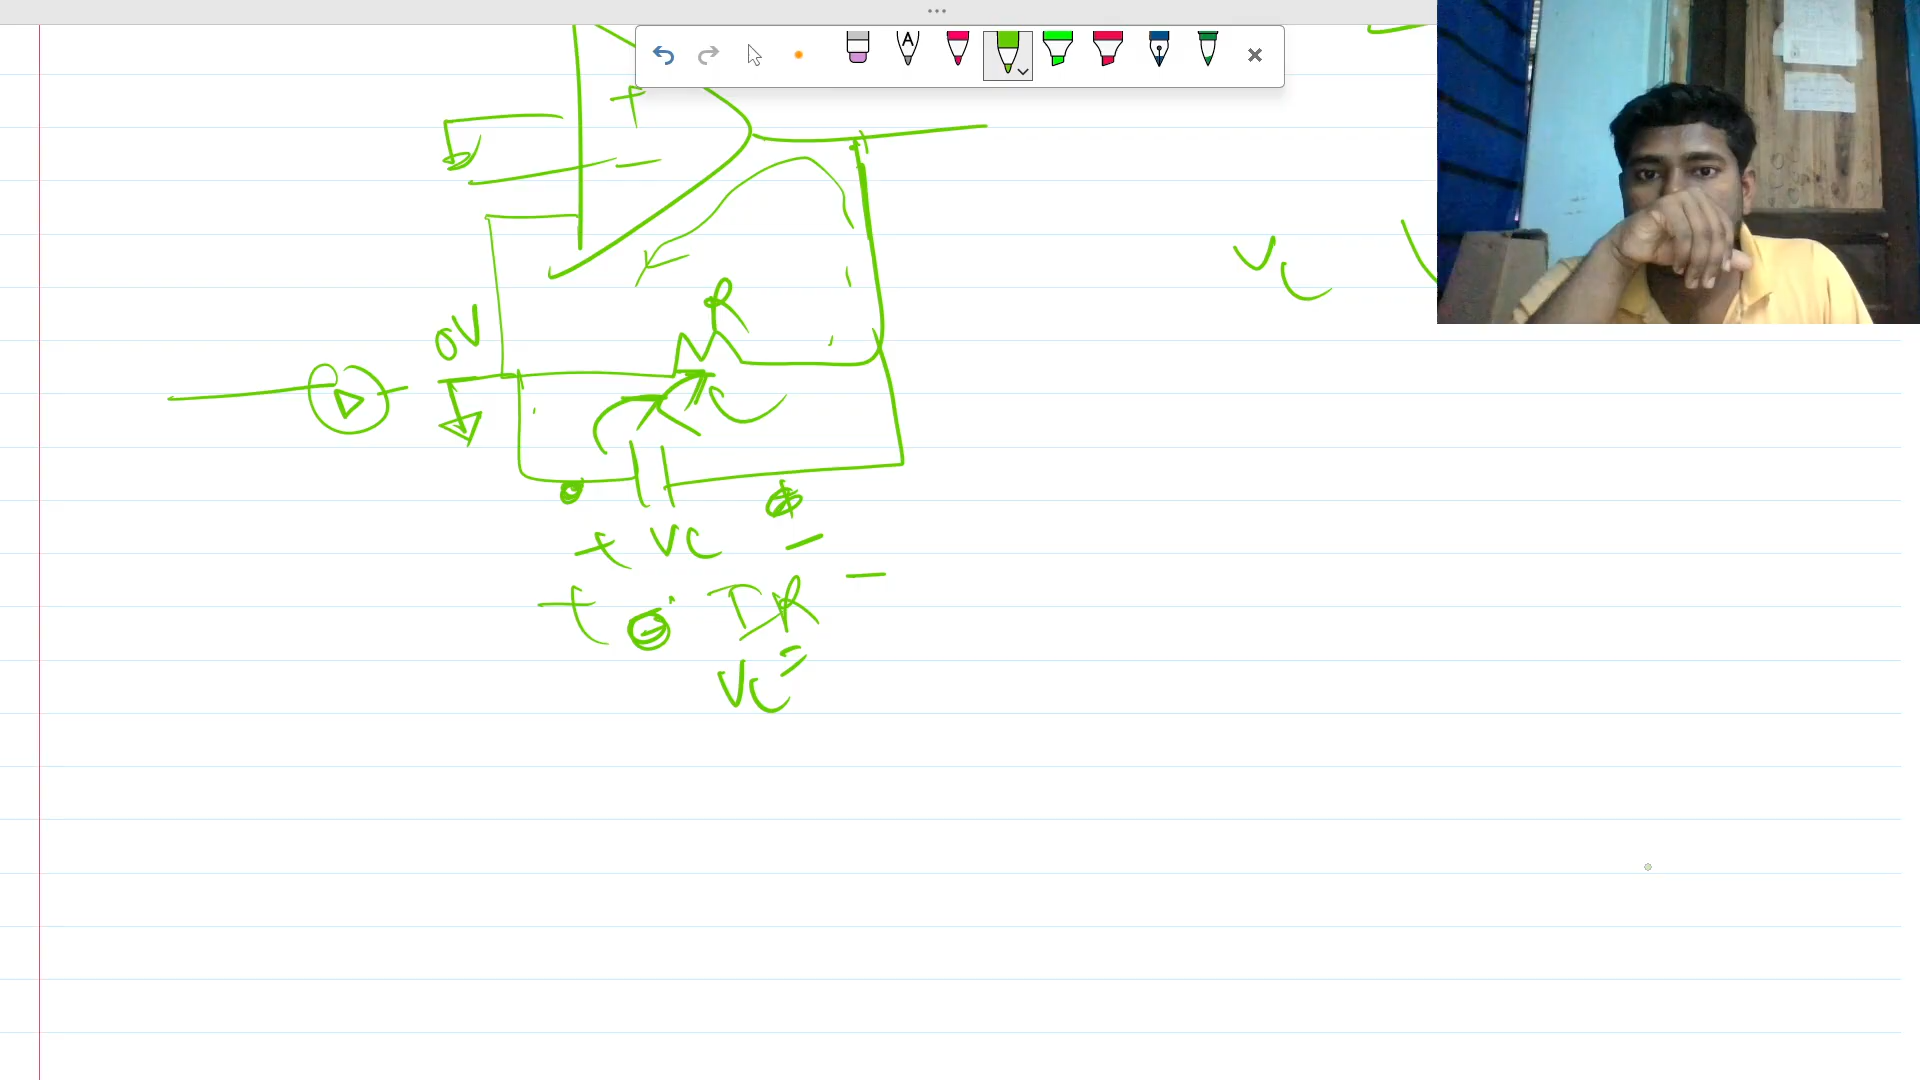 +
-
VC
R
0V
C
+ VC -
+ IR -
VC =